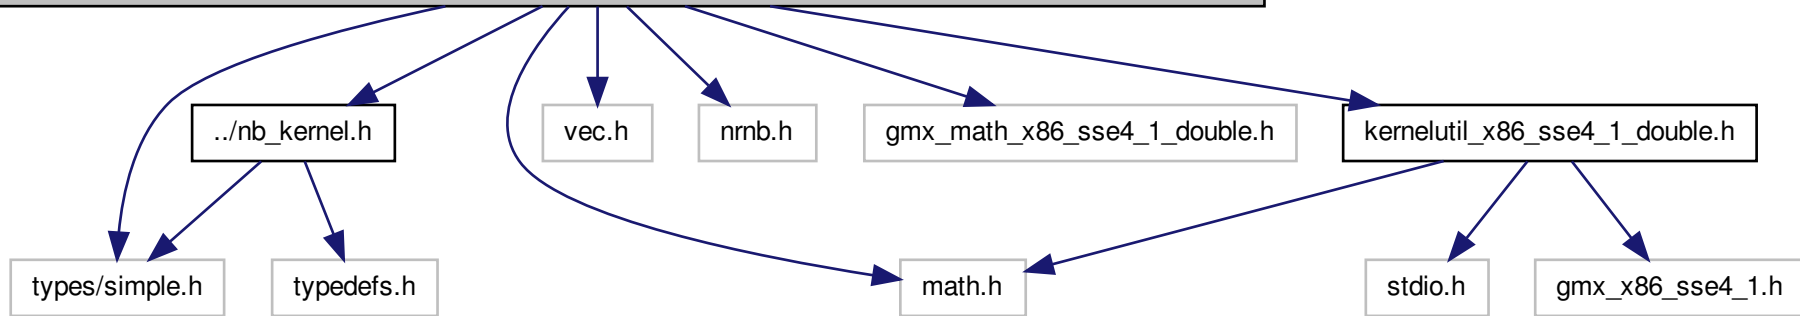 ../nb_kernel.h
vec.h
nrnb.h
gmx_math_x86_sse4_1_double.h
kernelutil_x86_sse4_1_double.h
types/simple.h
typedefs.h
math.h
stdio.h
gmx_x86_sse4_1.h